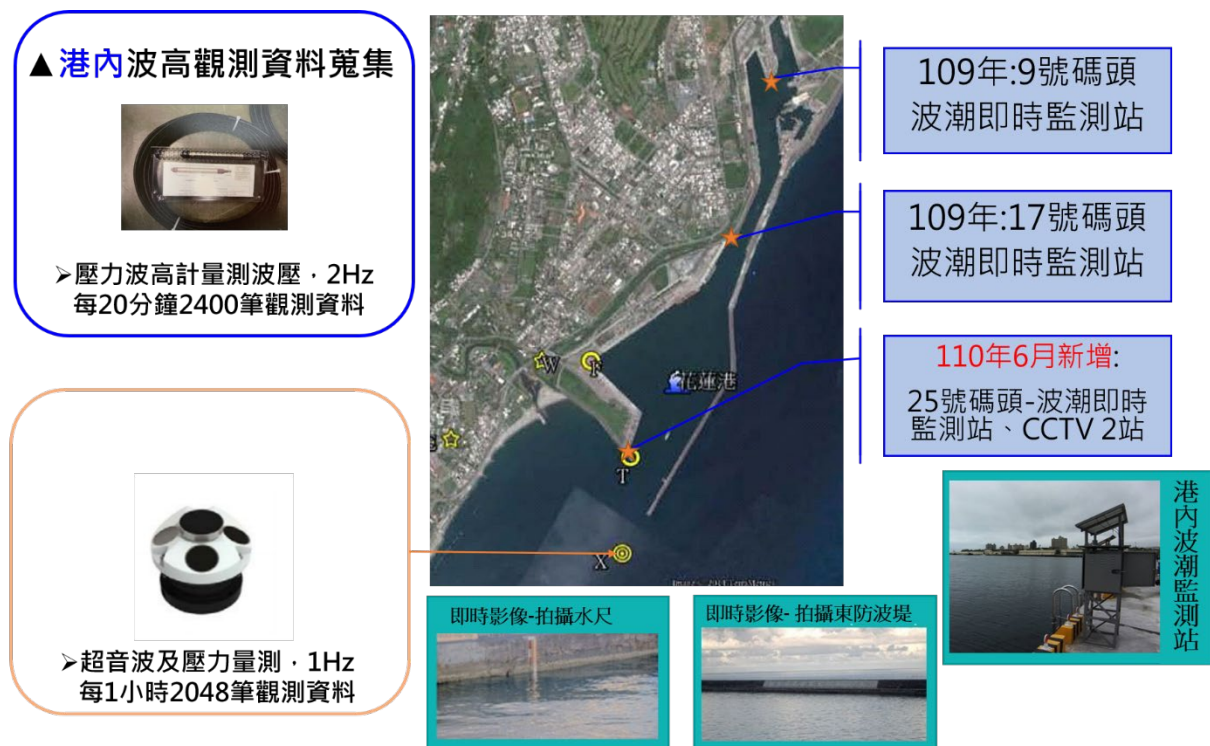 ▲港內波高觀測資料蒐集
➢壓力波高計量測波壓，2Hz
每20分鐘2400筆觀測資料
➢超音波及壓力量測，1Hz
每1小時2048筆觀測資料
W
F
花蓮港
T
X
109年:9號碼頭
波潮即時監測站
109年:17號碼頭
波潮即時監測站
110年6月新增:
25號碼頭-波潮即時
監測站、CCTV 2站
即時影像-拍攝水尺
即時影像- 拍攝東防波堤
港內波潮監測站